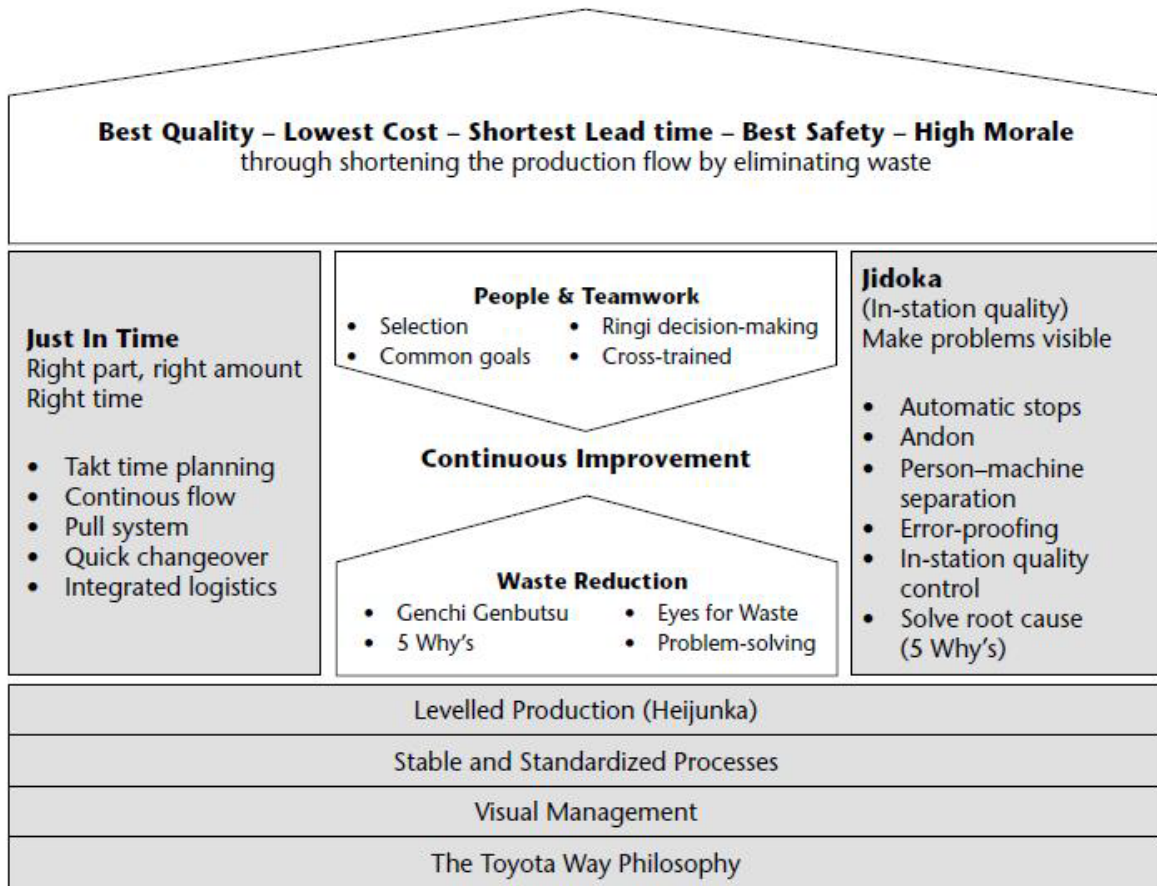 Best Quality – Lowest Cost – Shortest Lead time – Best Safety – High Morale
through shortening the production flow by eliminating waste
Just In Time
Right part, right amount
Right time
• Takt time planning
• Continous flow
• Pull system
• Quick changeover
• Integrated logistics
People & Teamwork
• Selection
• Common goals
• Ringi decision-making
• Cross-trained
Continuous Improvement
Waste Reduction
• Genchi Genbutsu
• 5 Why's
• Eyes for Waste
• Problem-solving
Jidoka
(In-station quality)
Make problems visible
• Automatic stops
• Andon
• Person–machine
separation
• Error-proofing
• In-station quality
control
• Solve root cause
(5 Why's)
Levelled Production (Heijunka)
Stable and Standardized Processes
Visual Management
The Toyota Way Philosophy